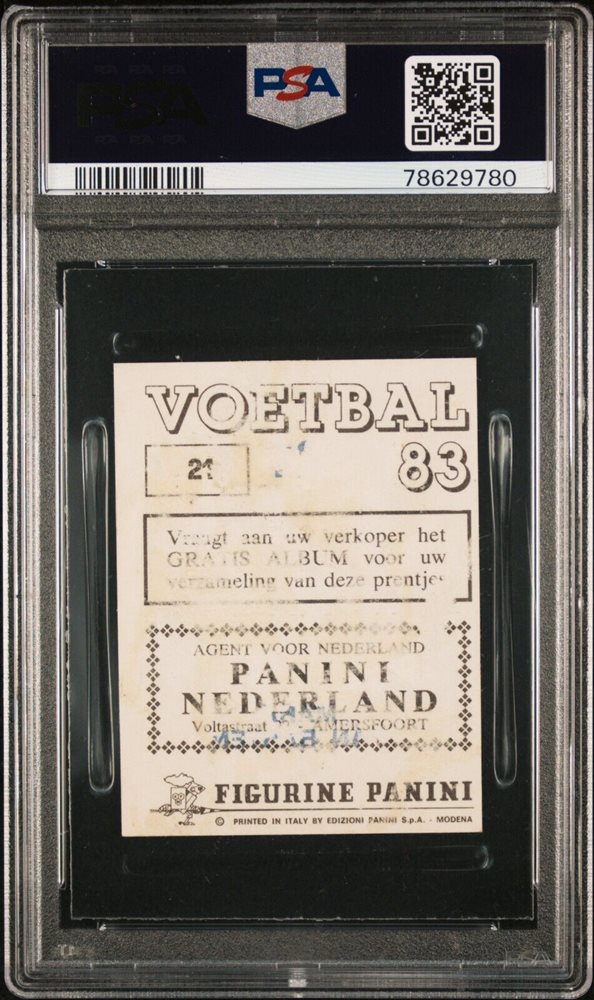 PSA
78629780
VOETBAL
21
83
Vraagt aan uw verkoper het
GRATIS ALBUM voor uw
verzameling van deze prentjes
AGENT VOOR NEDERLAND
PANINI
NEDERLAND
Voltastraat AMERSFOORT
FIGURINE PANINI
© PRINTED IN ITALY BY EDIZIONI PANINI S.p.A. - MODENA